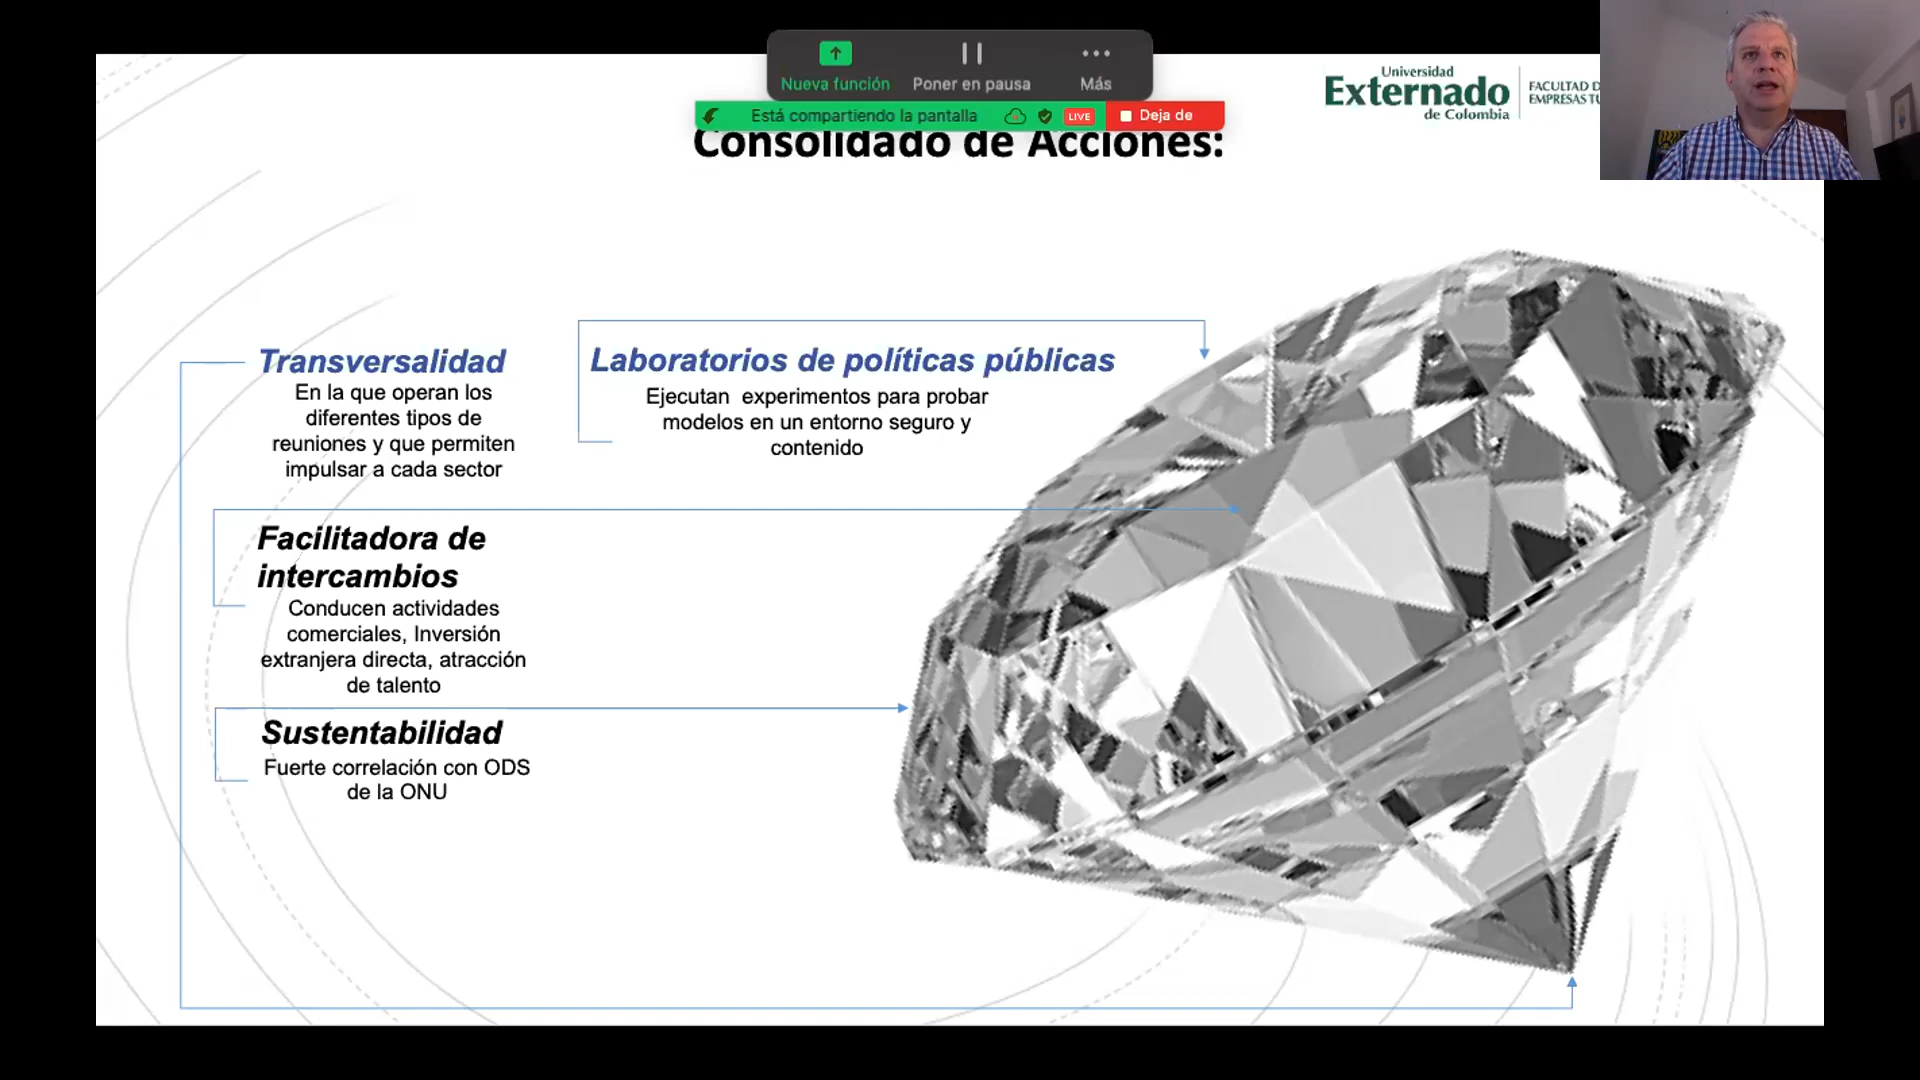 Nueva función
Poner en pausa
Más
Está compartiendo la pantalla
LIVE
Deja de
Universidad
Externado
de Colombia
FACULTAD D
EMPRESAS TU
Consolidado de Acciones:
Transversalidad
En la que operan los
diferentes tipos de
reuniones y que permiten
impulsar a cada sector
Laboratorios de políticas públicas
Ejecutan experimentos para probar
modelos en un entorno seguro y
contenido
Facilitadora de
intercambios
Conducen actividades
comerciales, Inversión
extranjera directa, atracción
de talento
Sustentabilidad
Fuerte correlación con ODS
de la ONU